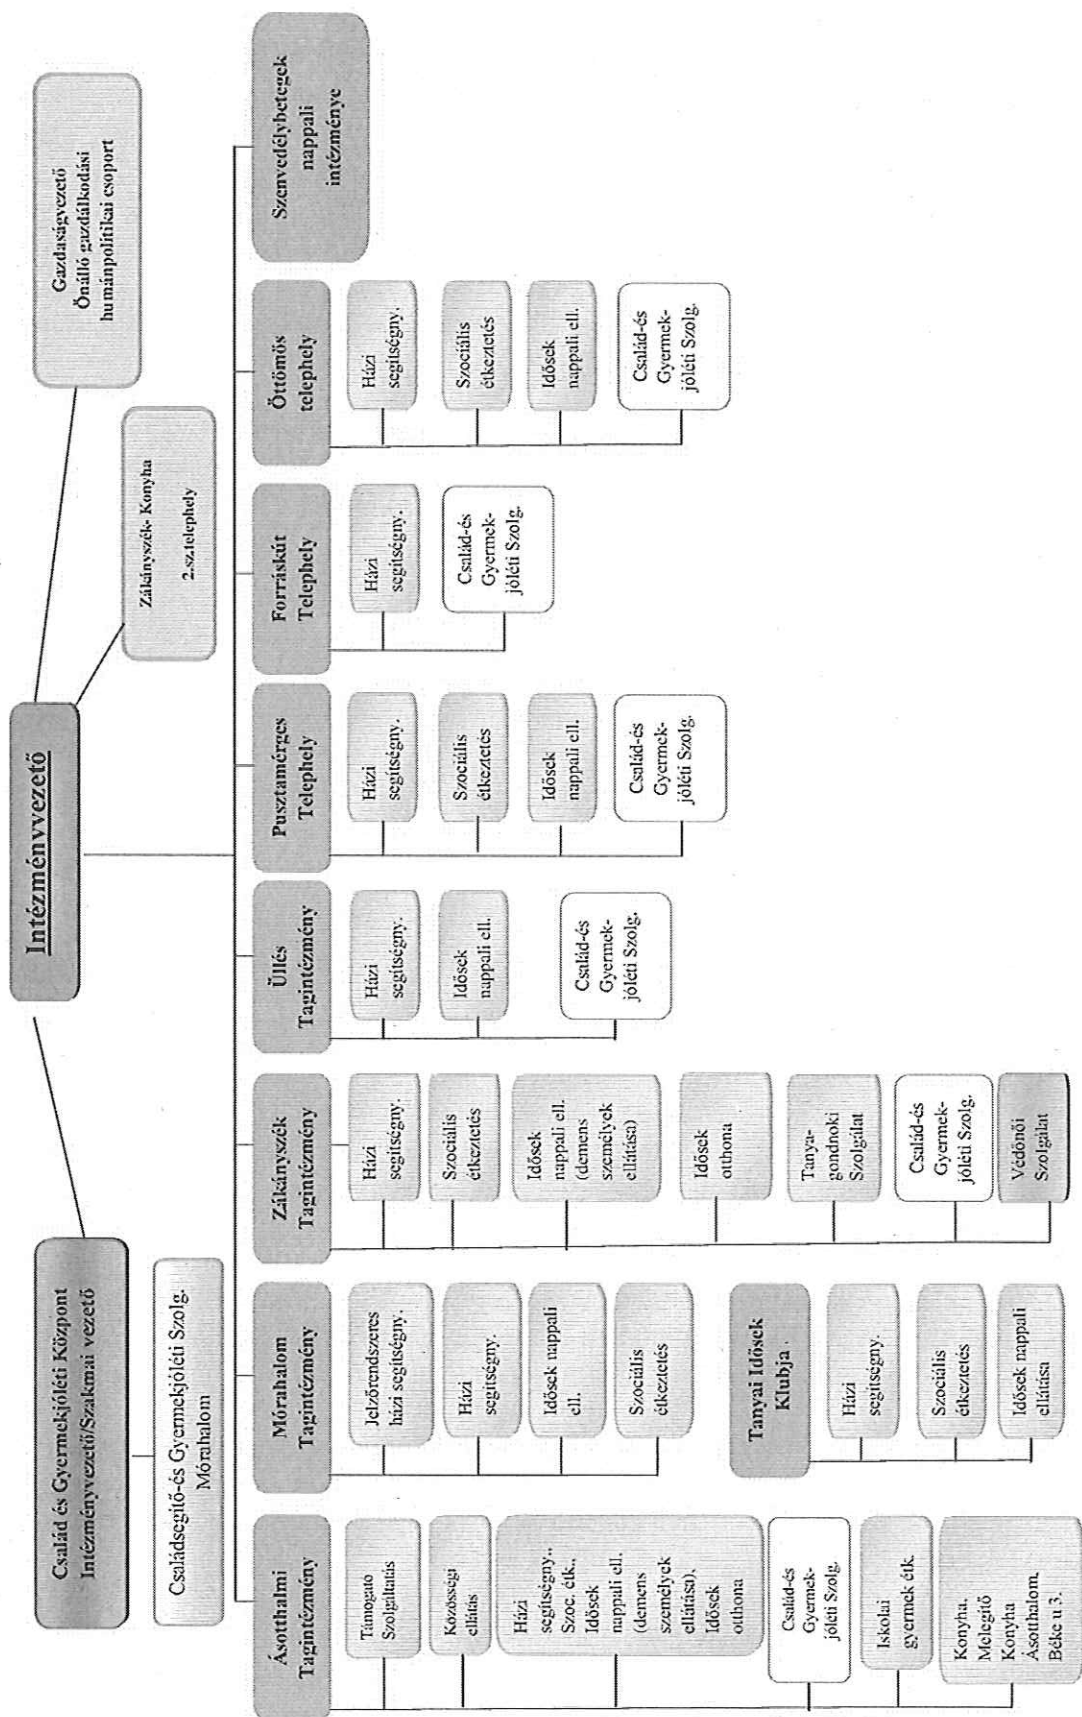 Intézményvezető
Család és Gyermekjóléti Központ
Intézményvezető/Szakmai vezető
Családsegítő-és Gyermekjóléti Szolg.
Mórahalom
Gazdaságvezető
Önálló gazdálkodási
humánpolitikai csoport
Zákányszék- Konyha
2.sz.telephely
Ásotthalmi
Tagintézmény
Támogató
Szolgáltatás
Közösségi
ellátás
Házi
segítségny.,
Szoc. étk.,
Idősek
nappali ell.
(demens
személyek
ellátása),
Idősek
otthona
Család-és
Gyermek-
jóléti Szolg.
Iskolai
gyermek étk.
Konyha,
Melegítő
Konyha
Ásotthalom,
Béke u 3.
Mórahalom
Tagintézmény
Jelzőrendszeres
házi segítségny.
Házi
segítségny.
Idősek nappali
ell.
Szociális
étkeztetés
Tanyai Idősek
Klubja
Házi
segítségny.
Szociális
étkeztetés
Idősek nappali
ellátása
Zákányszék
Tagintézmény
Házi
segítségny.
Szociális
étkeztetés
Idősek
nappali ell.
(demens
személyek
ellátása)
Idősek
otthona
Tanya-
gondnoki
Szolgálat
Család-és
Gyermek-
jóléti Szolg.
Védőnői
Szolgálat
Üllés
Tagintézmény
Házi
segítségny.
Idősek
nappali ell.
Család-és
Gyermek-
jóléti Szolg.
Pusztamérges
Telephely
Házi
segítségny.
Szociális
étkeztetés
Idősek
nappali ell.
Család-és
Gyermek-
jóléti Szolg.
Forráskút
Telephely
Házi
segítségny.
Család-és
Gyermek-
jóléti Szolg.
Öttömös
telephely
Házi
segítségny.
Szociális
étkeztetés
Idősek
nappali ell.
Család-és
Gyermek-
jóléti Szolg.
Szenvedélybetegek
nappali
intézménye